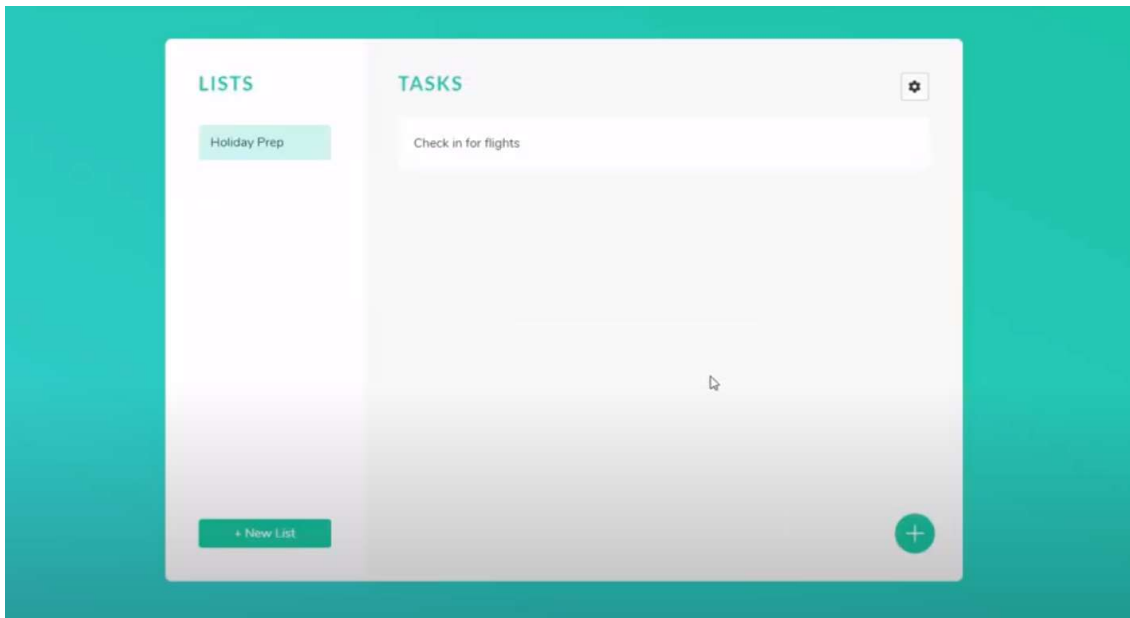 LISTS
Holiday Prep
+ New List
TASKS
Check in for flights